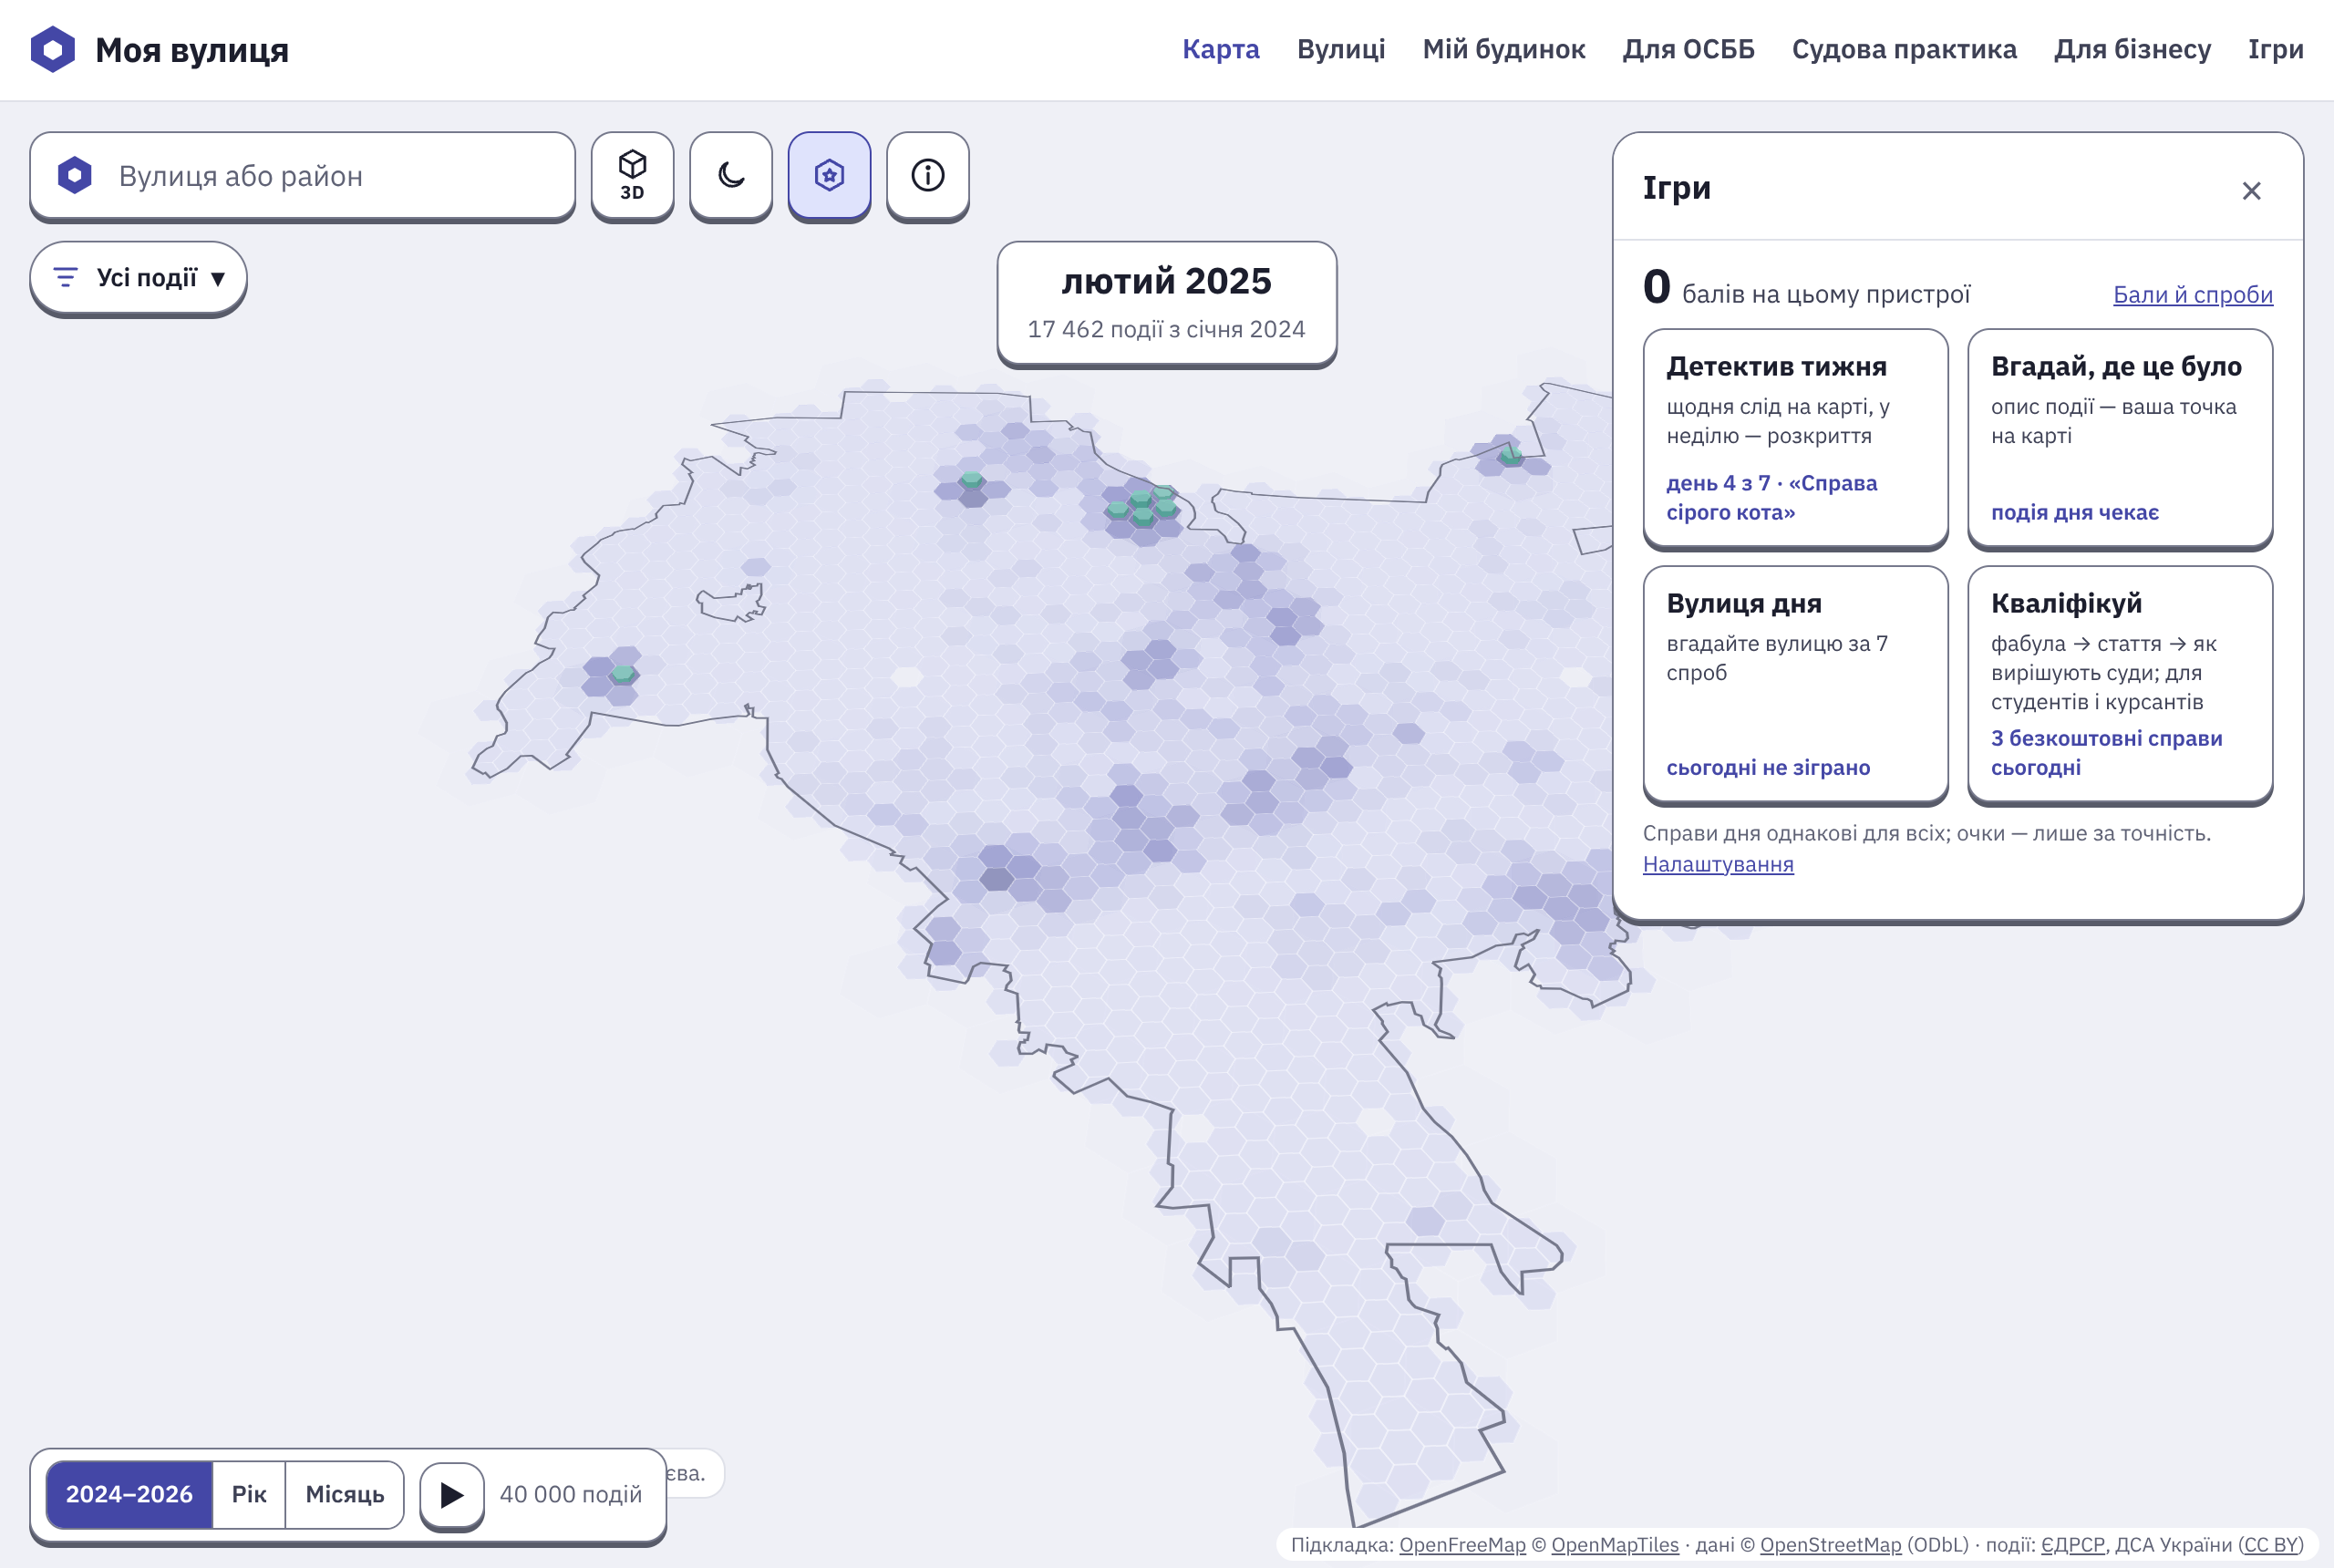 Моя вулиця
Карта Вулиці Мій будинок Для ОСББ Судова практика Для бізнесу Ігри
Вулиця або район
3D
Усі події ▼
лютий 2025
17 462 події з січня 2024
Ігри
0 балів на цьому пристрої Бали й спроби
Детектив тижня
щодня слід на карті, у
неділю — розкриття
день 4 з 7 · «Справа
сірого кота»
Вгадай, де це було
опис події — ваша точка
на карті
подія дня чекає
Вулиця дня
вгадайте вулицю за 7
спроб
сьогодні не зіграно
Кваліфікуй
фабула → стаття → як
вирішують суди; для
студентів і курсантів
3 безкоштовні справи
сьогодні
Справи дня однакові для всіх; очки — лише за точність.
Налаштування
2024–2026 Рік Місяць 40 000 подій
Підкладка: OpenFreeMap © OpenMapTiles · дані © OpenStreetMap (ODbL) · події: ЄДРСР, ДСА України (CC BY)